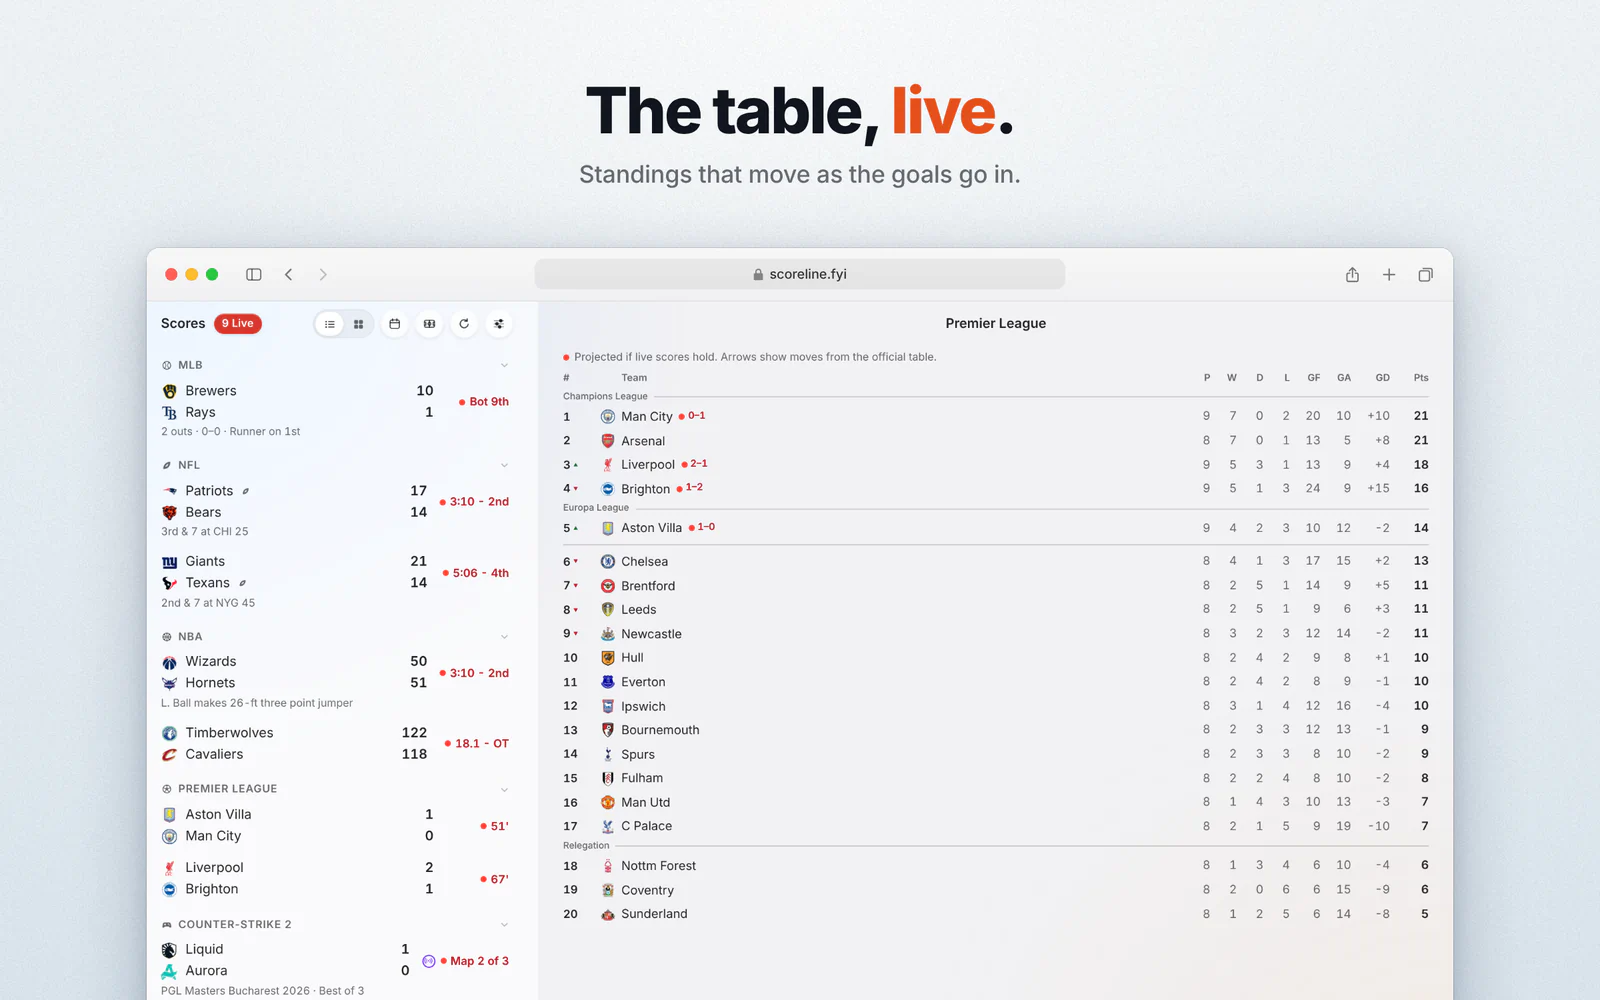 The table, live.
Standings that move as the goals go in.
scoreline.fyi
Scores 9 Live
MLB
Brewers 10
Rays 1
Bot 9th
2 outs · 0–0 · Runner on 1st
NFL
Patriots 17
Bears 14
3:10 - 2nd
3rd & 7 at CHI 25
Giants 21
Texans 14
5:06 - 4th
2nd & 7 at NYG 45
NBA
Wizards 50
Hornets 51
3:10 - 2nd
L. Ball makes 26-ft three point jumper
Timberwolves 122
Cavaliers 118
18.1 - OT
PREMIER LEAGUE
Aston Villa 1
Man City 0
51'
Liverpool 2
Brighton 1
67'
COUNTER-STRIKE 2
Liquid 1
Aurora 0
Map 2 of 3
PGL Masters Bucharest 2026 · Best of 3
Premier League
Projected if live scores hold. Arrows show moves from the official table.
# Team P W D L GF GA GD Pts
Champions League
1 Man City 0–1 9 7 0 2 20 10 +10 21
2 Arsenal 8 7 0 1 13 5 +8 21
3 Liverpool 2–1 9 5 3 1 13 9 +4 18
4 Brighton 1–2 9 5 1 3 24 9 +15 16
Europa League
5 Aston Villa 1–0 9 4 2 3 10 12 -2 14
6 Chelsea 8 4 1 3 17 15 +2 13
7 Brentford 8 2 5 1 14 9 +5 11
8 Leeds 8 2 5 1 9 6 +3 11
9 Newcastle 8 3 2 3 12 14 -2 11
10 Hull 8 2 4 2 9 8 +1 10
11 Everton 8 2 4 2 8 9 -1 10
12 Ipswich 8 3 1 4 12 16 -4 10
13 Bournemouth 8 2 3 3 12 13 -1 9
14 Spurs 8 2 3 3 8 10 -2 9
15 Fulham 8 2 2 4 8 10 -2 8
16 Man Utd 8 1 4 3 10 13 -3 7
17 C Palace 8 2 1 5 9 19 -10 7
Relegation
18 Nottm Forest 8 1 3 4 6 10 -4 6
19 Coventry 8 2 0 6 6 15 -9 6
20 Sunderland 8 1 2 5 6 14 -8 5